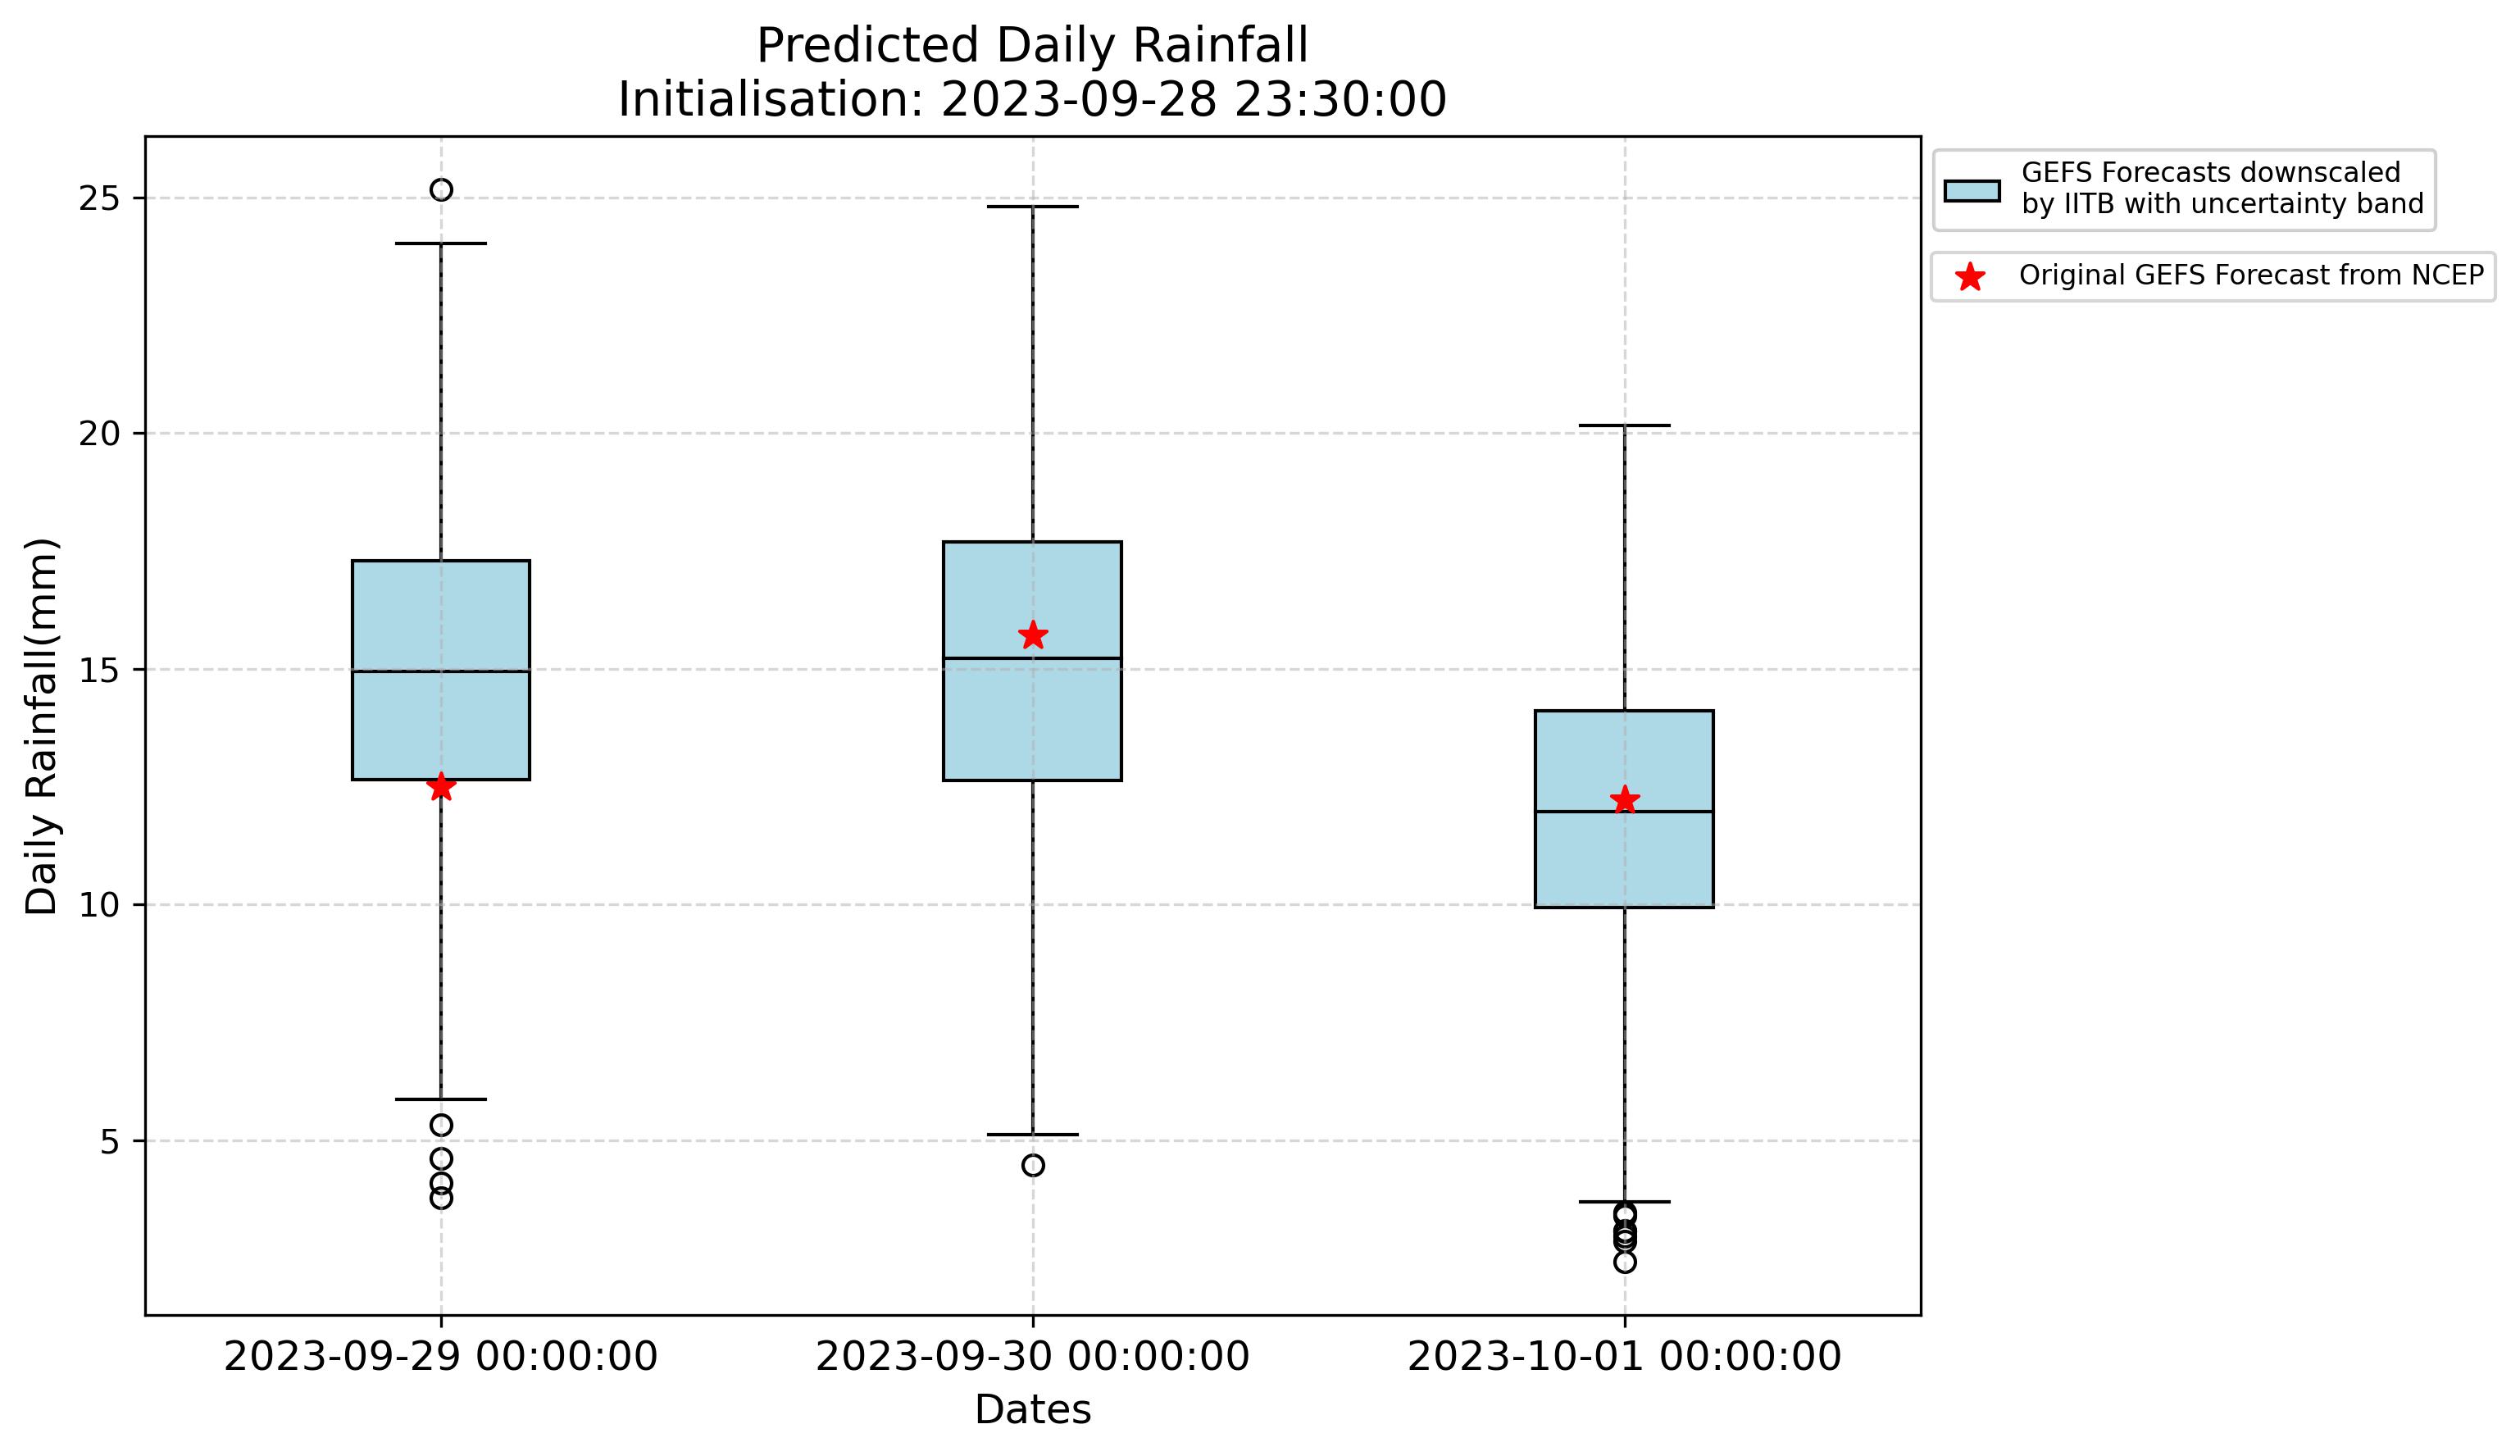 Predicted Daily Rainfall
Initialisation: 2023-09-28 23:30:00
GEFS Forecasts downscaled
by IITB with uncertainty band
Original GEFS Forecast from NCEP
Daily Rainfall(mm)
25
20
15
10
5
2023-09-29 00:00:00
2023-09-30 00:00:00
2023-10-01 00:00:00
Dates